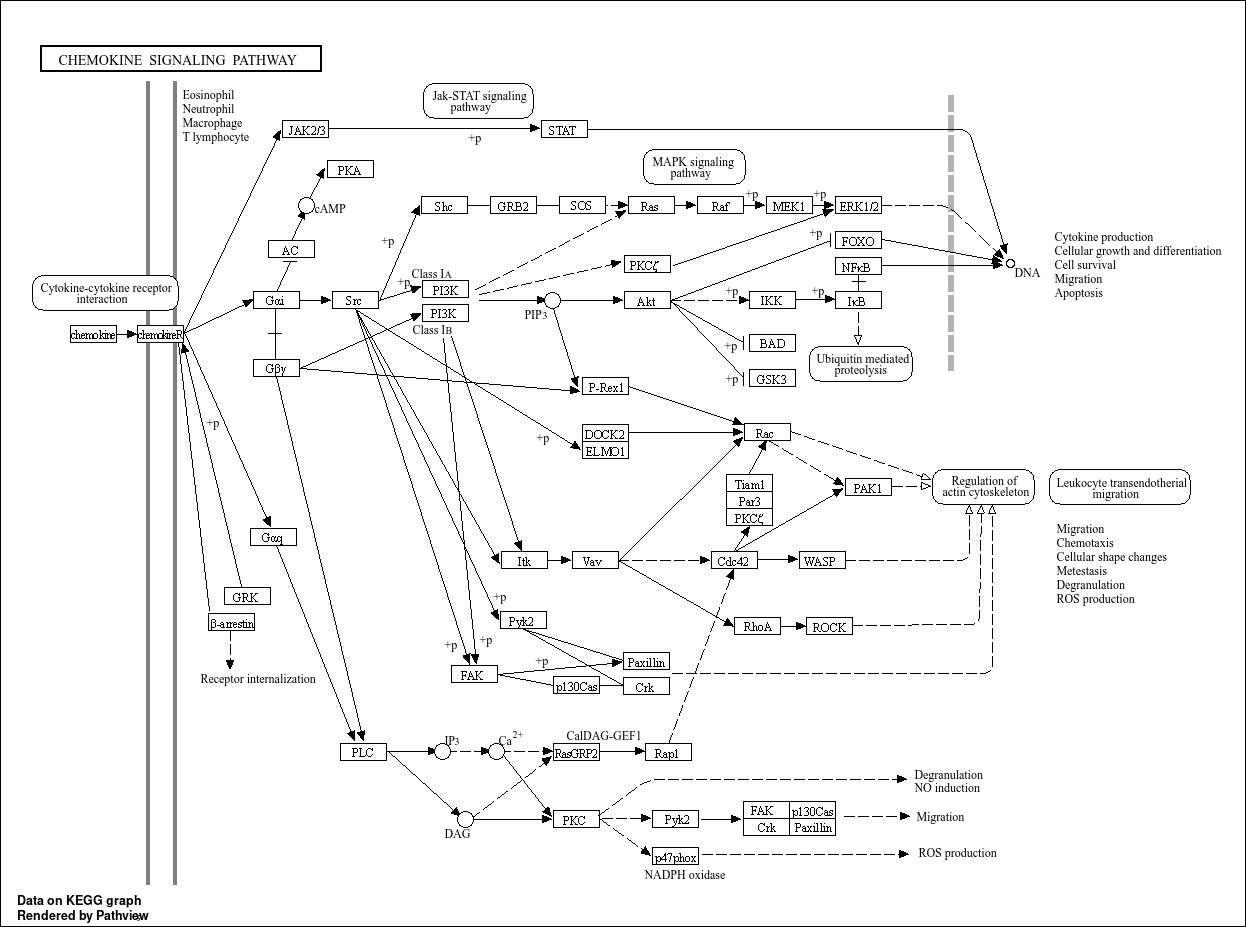 CHEMOKINE SIGNALING PATHWAY
Eosinophil
Neutrophil
Macrophage
T lymphocyte
Jak-STAT signaling
pathway
JAK2/3
+p
STAT
MAPK signaling
pathway
PKA
cAMP
AC
Shc
GRB2
SOS
Ras
Raf
+p
MEK1
+p
ERK1/2
+p
+p
FOXO
Cytokine production
Cellular growth and differentiation
Cell survival
Migration
Apoptosis
DNA
PKCζ
NFκB
Cytokine-cytokine receptor
interaction
Class IA
PI3K
+p
Gαi
Src
PI3K
Class IB
PIP3
Akt
+p
IKK
+p
IκB
chemokine
chemokineR
+p
BAD
Ubiquitin mediated
proteolysis
Gβγ
+p
GSK3
P-Rex1
+p
+p
DOCK2
ELMO1
Rac
Tiam1
Par3
PKCζ
PAK1
Regulation of
actin cytoskeleton
Leukocyte transendotherial
migration
Migration
Chemotaxis
Cellular shape changes
Metestasis
Degranulation
ROS production
Gαq
Itk
Vav
Cdc42
WASP
GRK
+p
β-arrestin
Pyk2
RhoA
ROCK
+p
+p
+p
FAK
Paxillin
p130Cas
Crk
Receptor internalization
PLC
IP3
Ca2+
CalDAG-GEF1
RasGRP2
Rap1
DAG
PKC
Degranulation
NO induction
Pyk2
FAK
p130Cas
Crk
Paxillin
Migration
p47phox
NADPH oxidase
ROS production
Data on KEGG graph
Rendered by Pathview